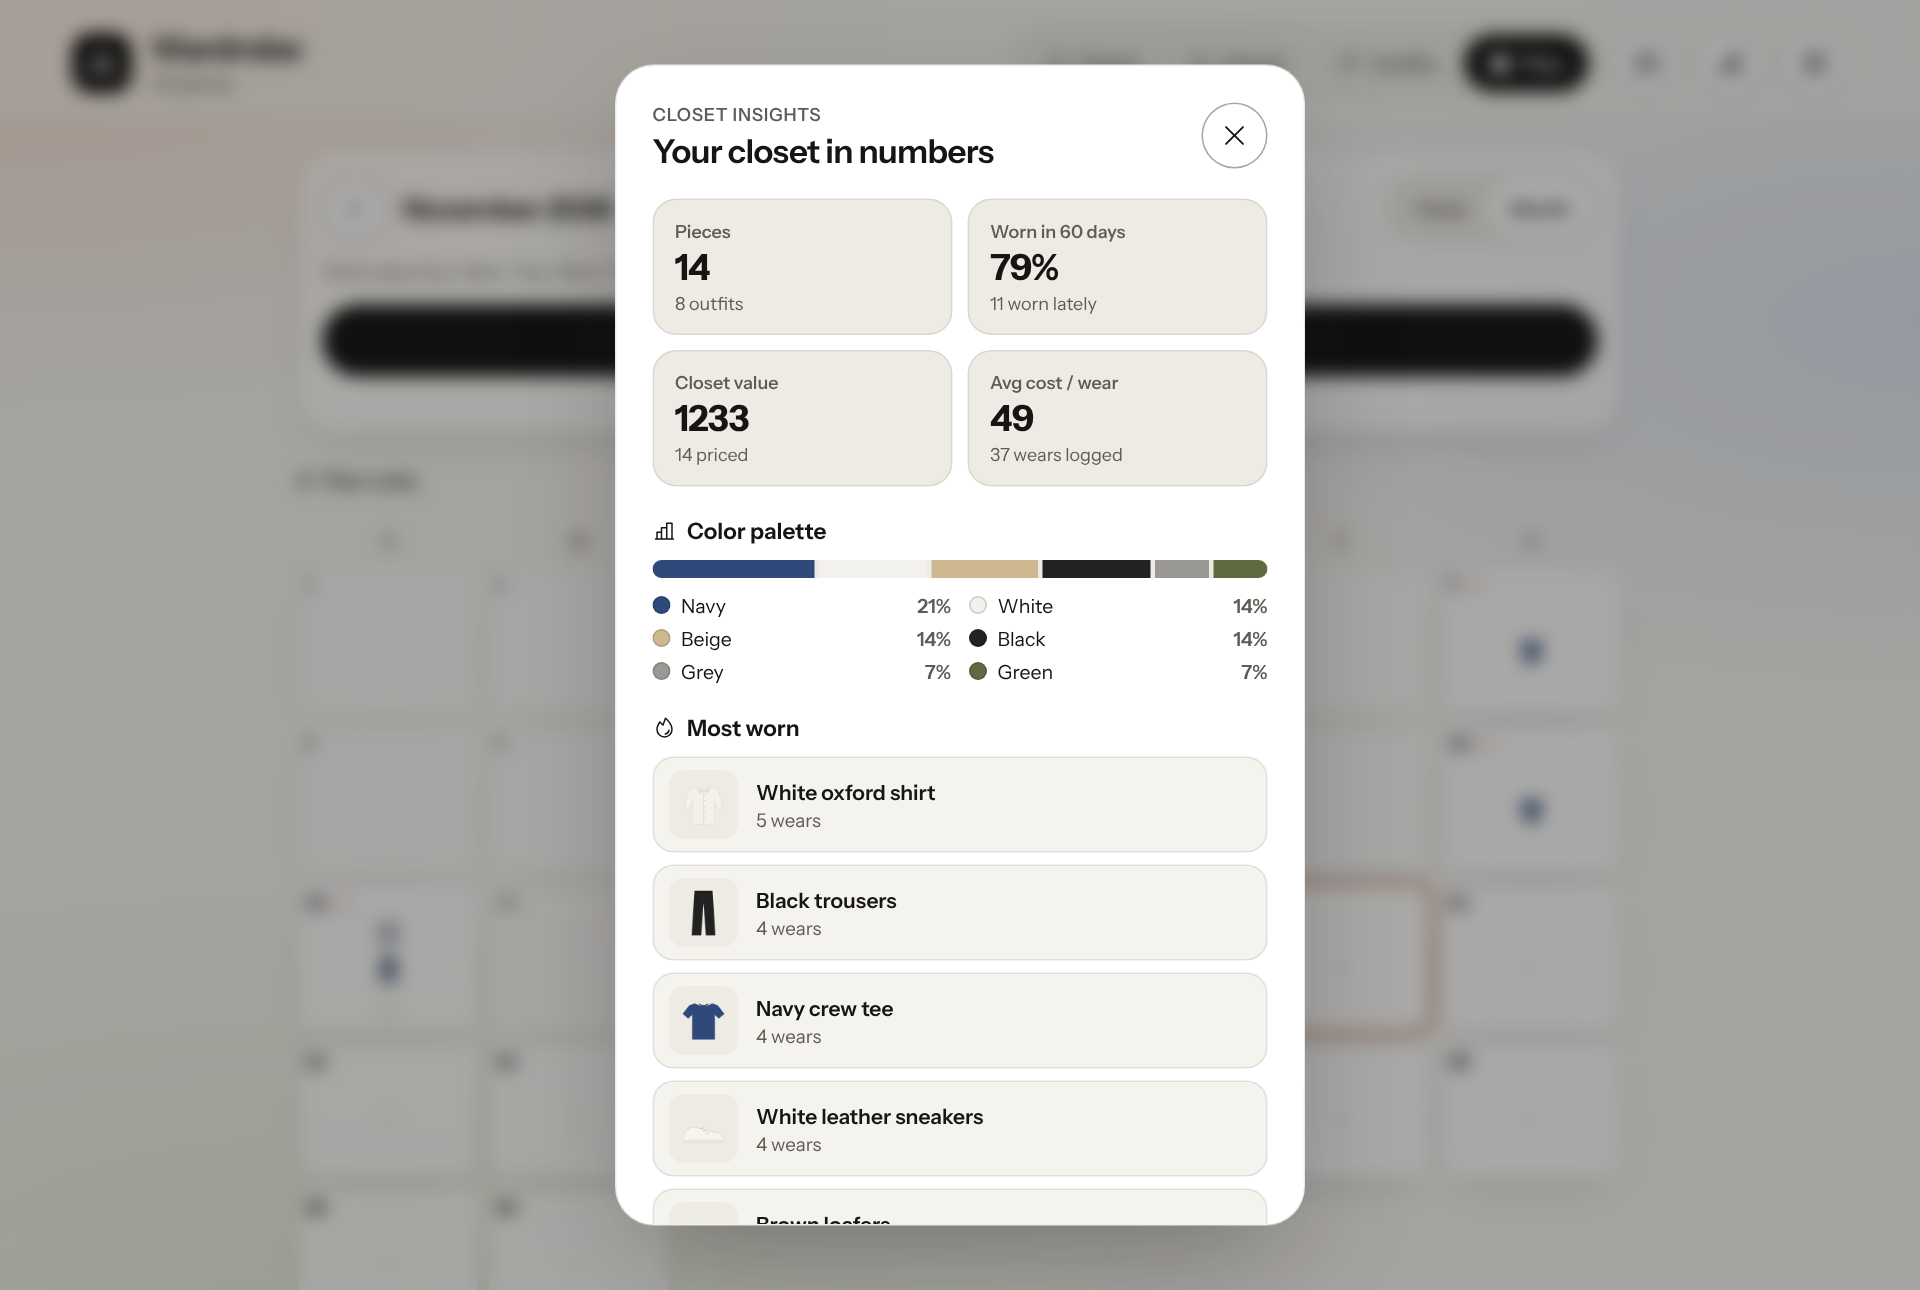 CLOSET INSIGHTS
Your closet in numbers
Pieces
14
8 outfits
Worn in 60 days
79%
11 worn lately
Closet value
1233
14 priced
Avg cost / wear
49
37 wears logged
Color palette
Navy 21%
White 14%
Beige 14%
Black 14%
Grey 7%
Green 7%
Most worn
White oxford shirt
5 wears
Black trousers
4 wears
Navy crew tee
4 wears
White leather sneakers
4 wears
Brown loafers